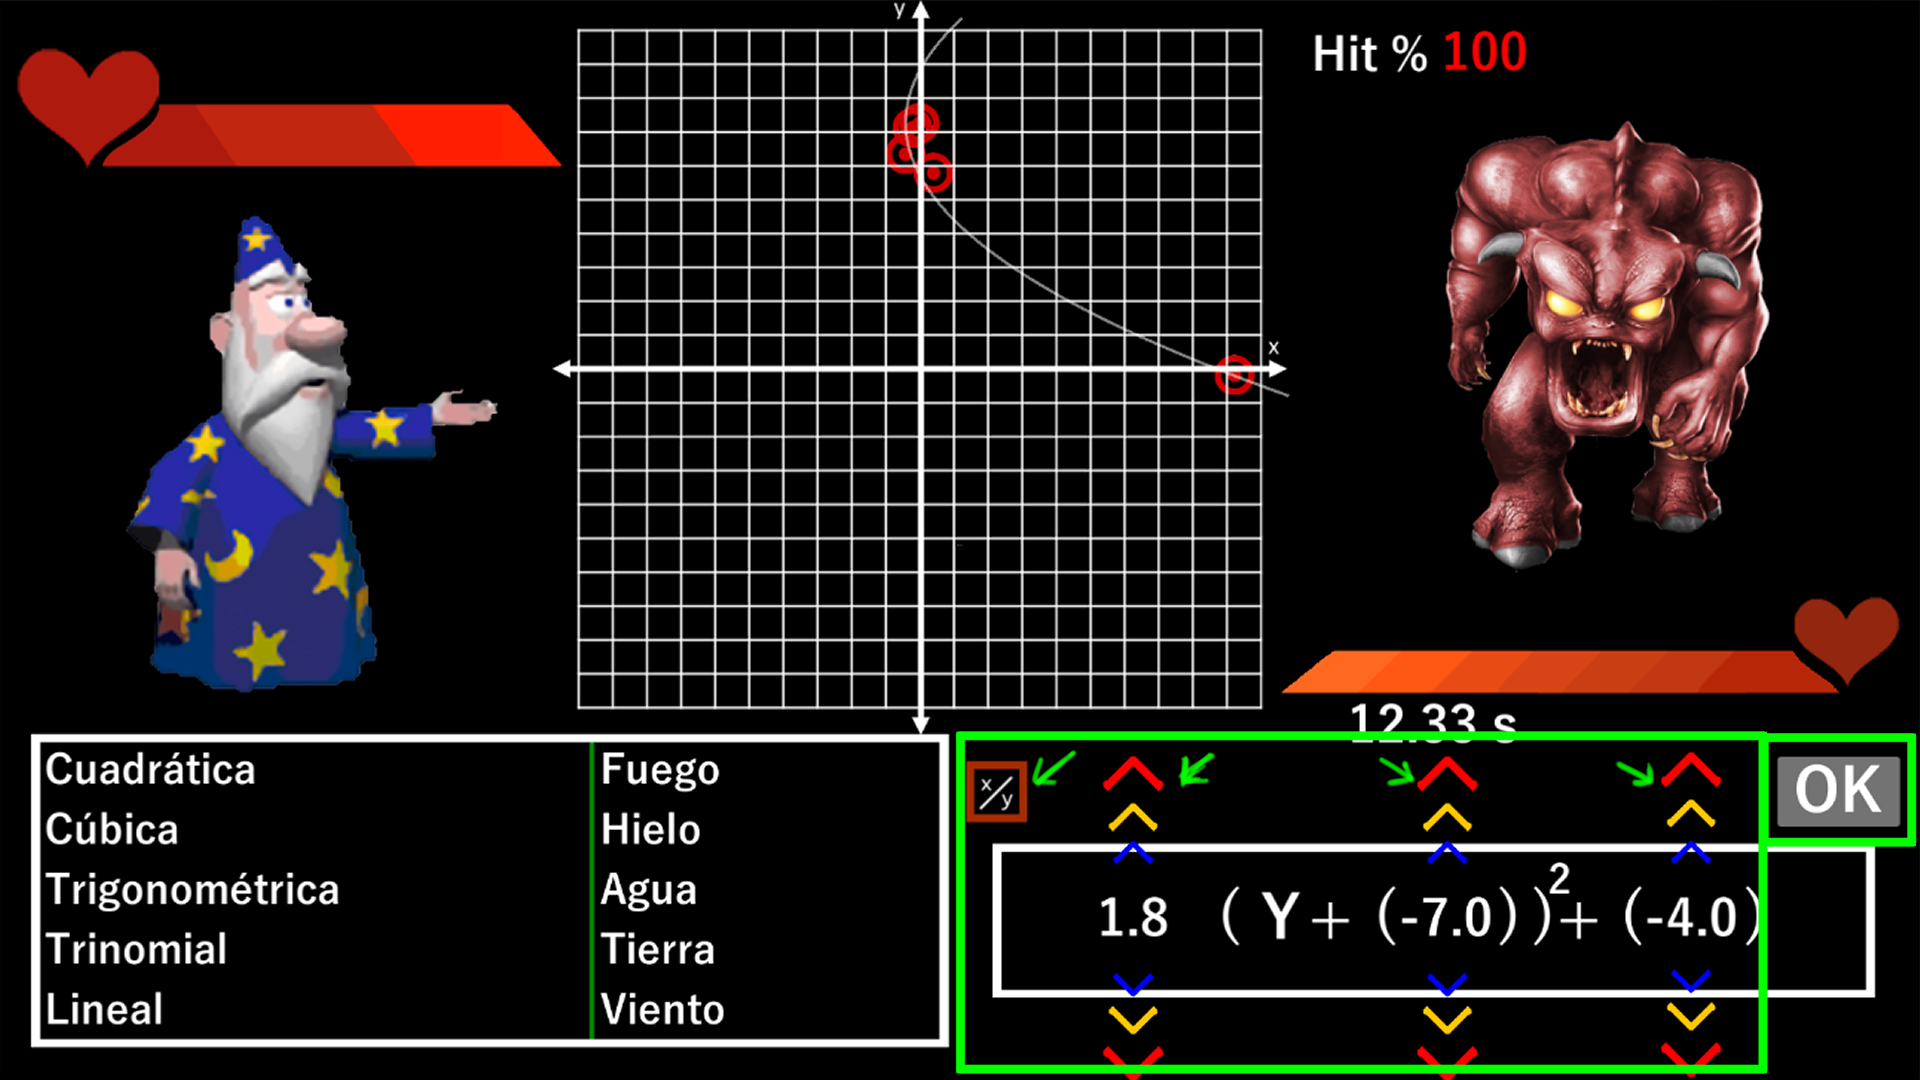 y
Hit % 100
x
12.33 s
Cuadrática
Fuego
Cúbica
Hielo
Trigonométrica
Agua
Trinomial
Tierra
Lineal
Viento
x/y
OK
1.8 ( Y + (-7.0))² + (-4.0)